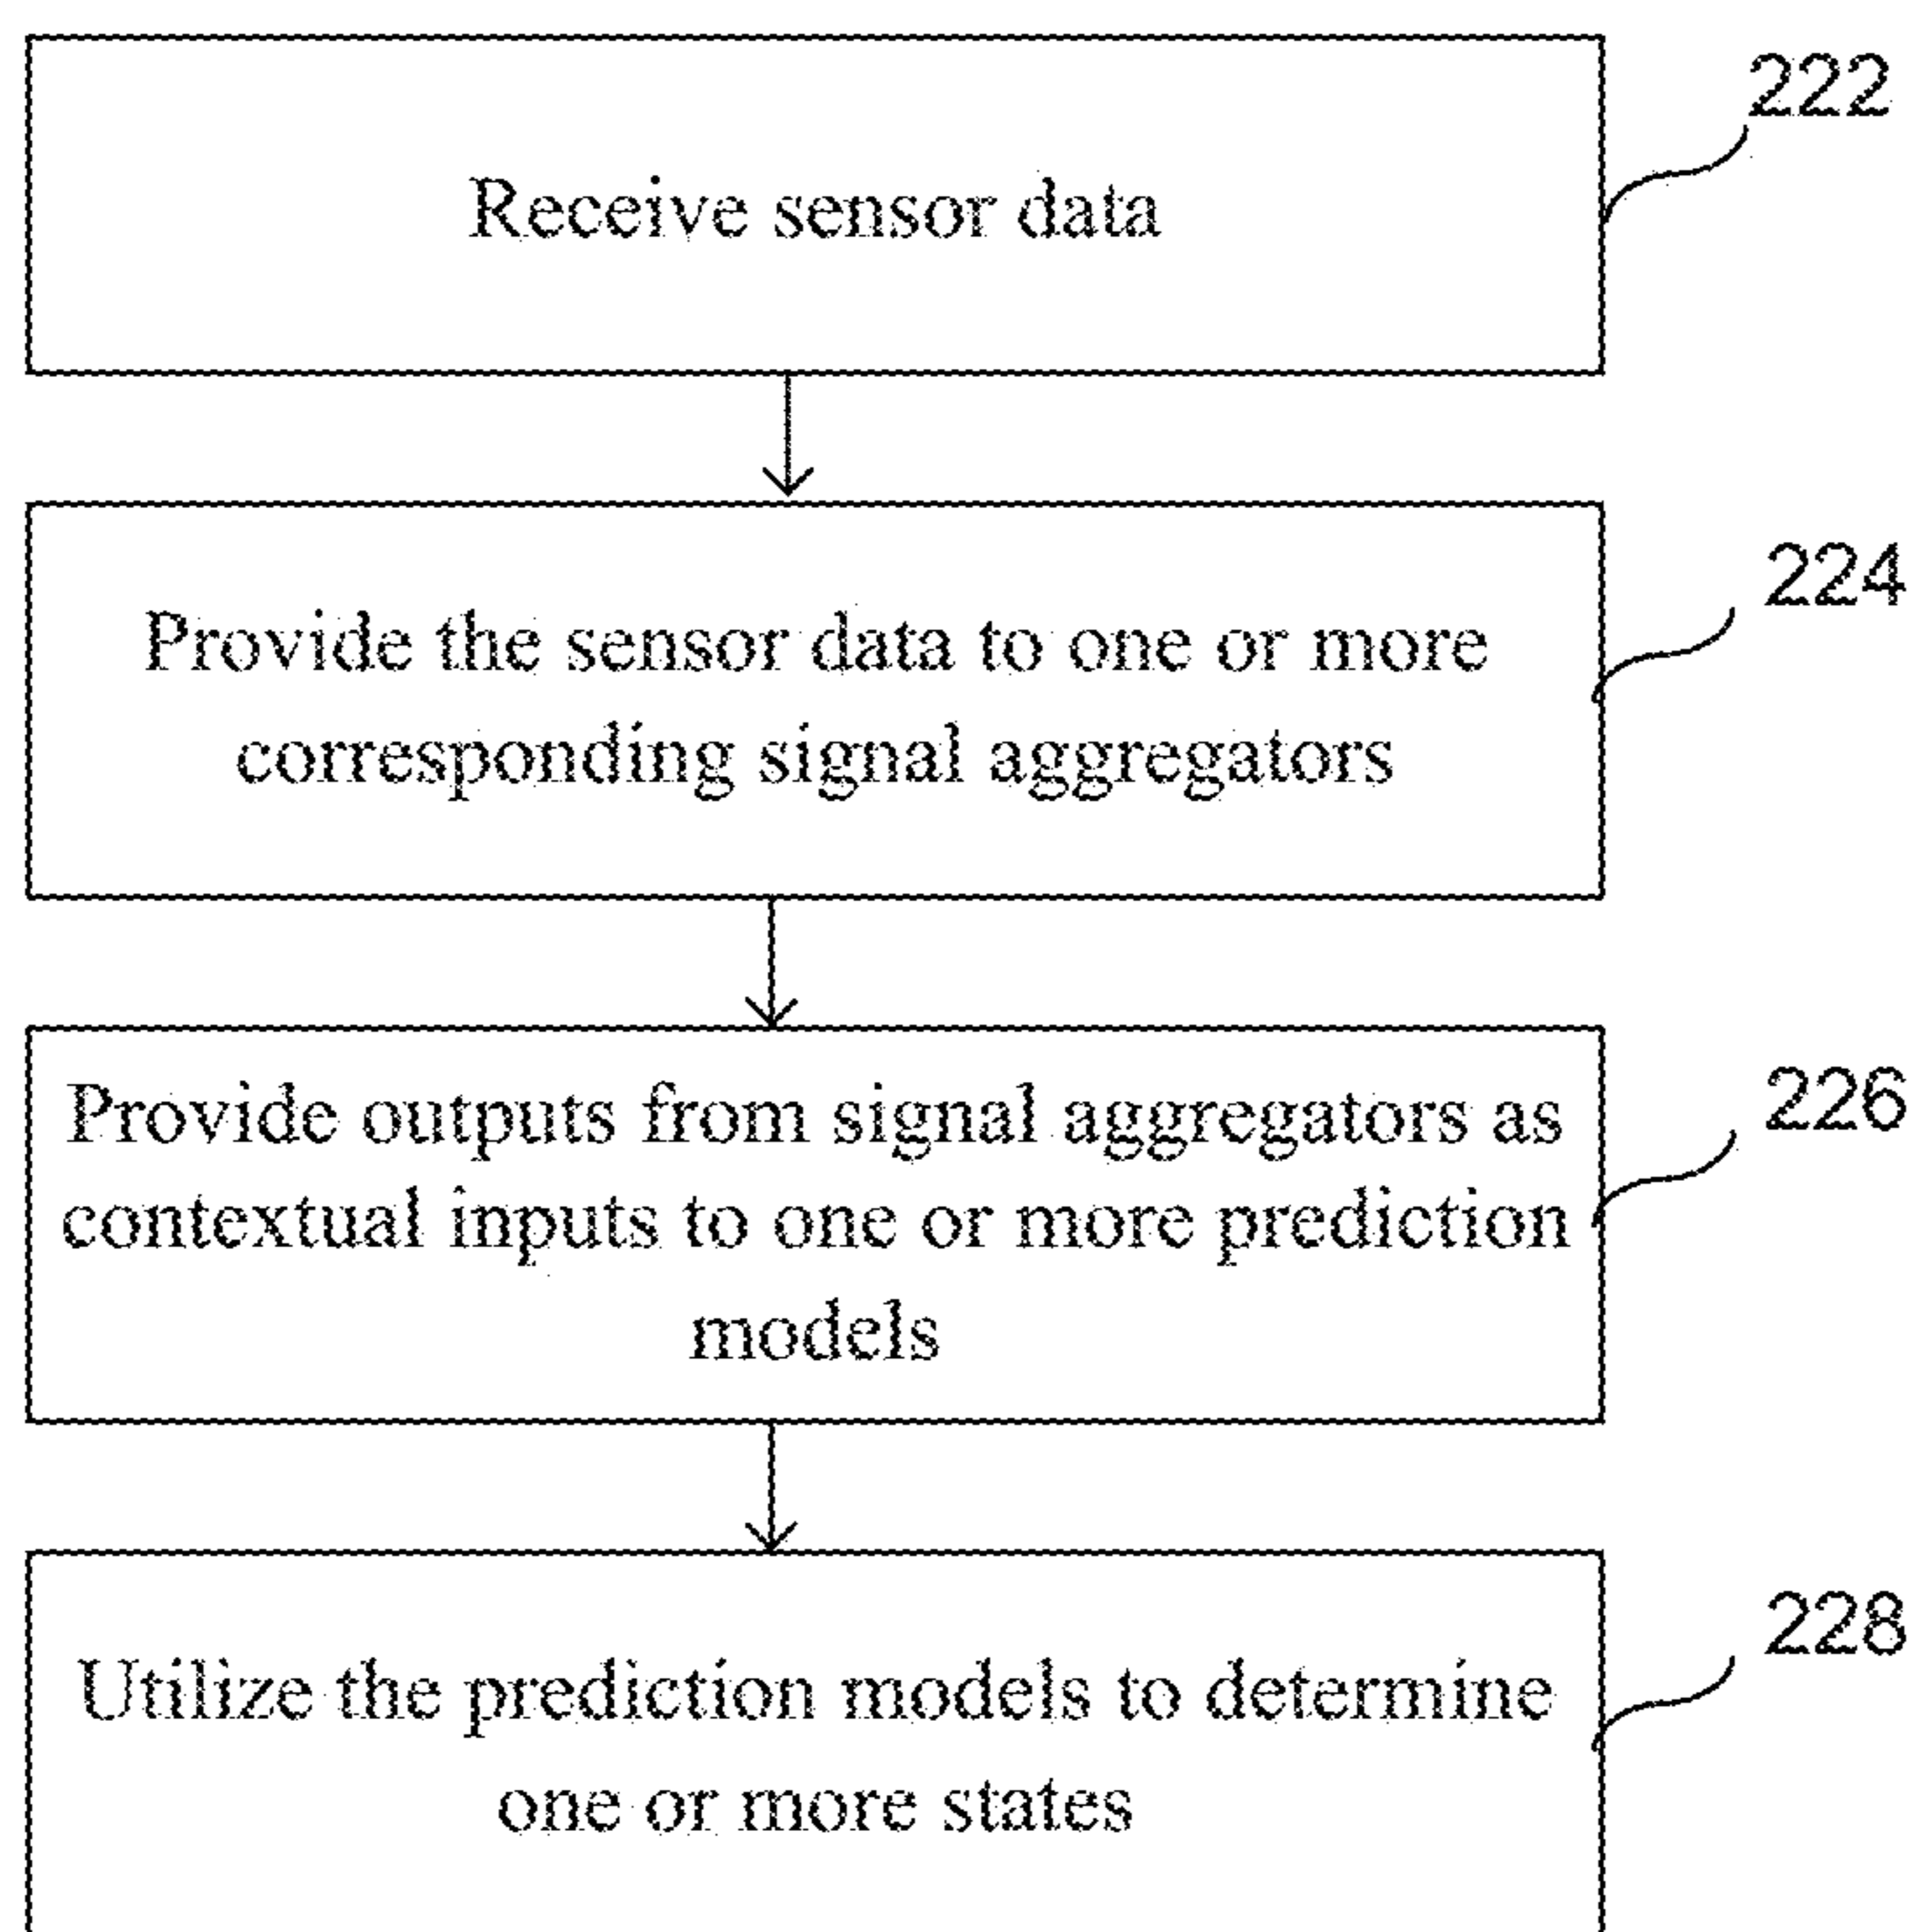 222
Receive sensor data
224
Provide the sensor data to one or more
corresponding signal aggregators
226
Provide outputs from signal aggregators as
contextual inputs to one or more prediction
models
228
Utilize the prediction models to determine
one or more states